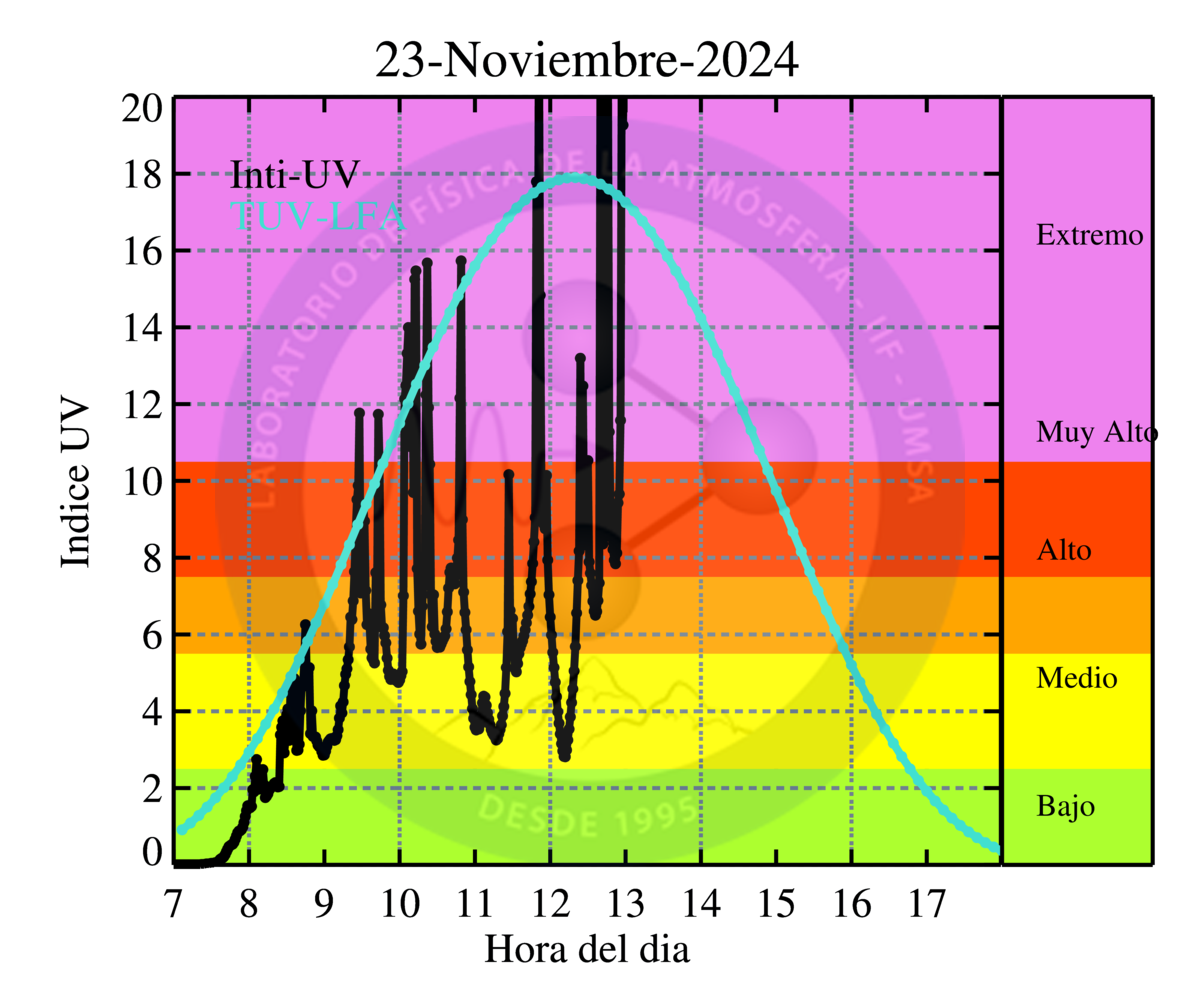 23-Noviembre-2024
Indice UV
20
18
16
14
12
10
8
6
4
2
0
Inti-UV
TUV-LFA
LABORATORIO DE FÍSICA DE LA ATMÓSFERA - IIF - UMSA
DESDE 1995
Extremo
Muy Alto
Alto
Medio
Bajo
7 8 9 10 11 12 13 14 15 16 17
Hora del dia